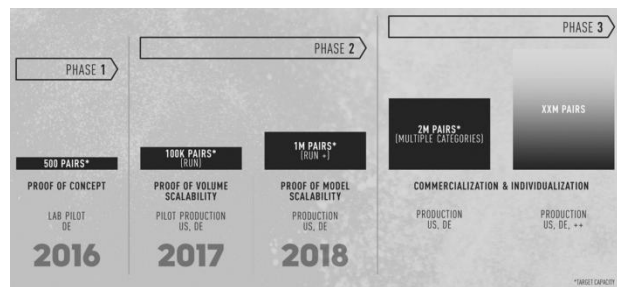 PHASE 1
PHASE 2
PHASE 3
500 PAIRS*
100K PAIRS*
(RUN)
1M PAIRS*
(RUN +)
2M PAIRS*
(MULTIPLE CATEGORIES)
XXM PAIRS
PROOF OF CONCEPT
PROOF OF VOLUME
SCALABILITY
PROOF OF MODEL
SCALABILITY
COMMERCIALIZATION & INDIVIDUALIZATION
LAB PILOT
DE
PILOT PRODUCTION
US, DE
PRODUCTION
US, DE
PRODUCTION
US, DE
PRODUCTION
US, DE, ++
2016
2017
2018
*TARGET CAPACITY